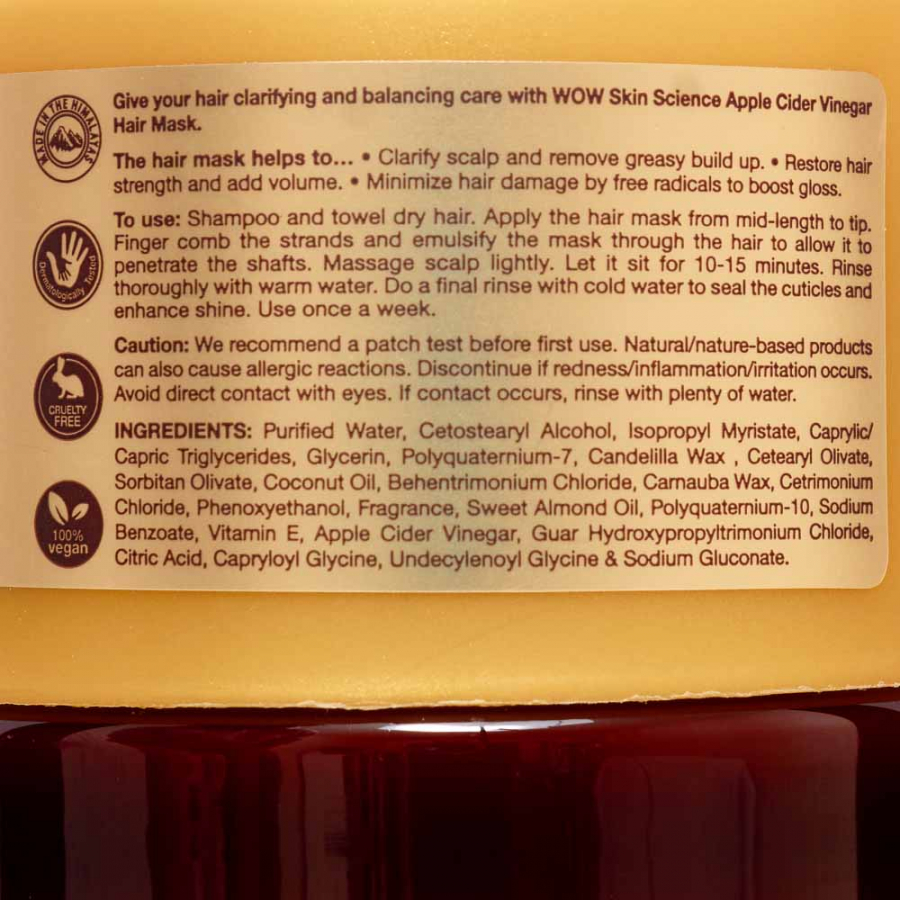 MADE IN THE HIMALAYAS
Give your hair clarifying and balancing care with WOW Skin Science Apple Cider Vinegar
Hair Mask.
The hair mask helps to... • Clarify scalp and remove greasy build up. • Restore hair
strength and add volume. • Minimize hair damage by free radicals to boost gloss.
Dermatologically Tested
To use: Shampoo and towel dry hair. Apply the hair mask from mid-length to tip.
Finger comb the strands and emulsify the mask through the hair to allow it to
penetrate the shafts. Massage scalp lightly. Let it sit for 10-15 minutes. Rinse
thoroughly with warm water. Do a final rinse with cold water to seal the cuticles and
enhance shine. Use once a week.
CRUELTY
FREE
Caution: We recommend a patch test before first use. Natural/nature-based products
can also cause allergic reactions. Discontinue if redness/inflammation/irritation occurs.
Avoid direct contact with eyes. If contact occurs, rinse with plenty of water.
100%
vegan
INGREDIENTS: Purified Water, Cetostearyl Alcohol, Isopropyl Myristate, Caprylic/
Capric Triglycerides, Glycerin, Polyquaternium-7, Candelilla Wax , Cetearyl Olivate,
Sorbitan Olivate, Coconut Oil, Behentrimonium Chloride, Carnauba Wax, Cetrimonium
Chloride, Phenoxyethanol, Fragrance, Sweet Almond Oil, Polyquaternium-10, Sodium
Benzoate, Vitamin E, Apple Cider Vinegar, Guar Hydroxypropyltrimonium Chloride,
Citric Acid, Capryloyl Glycine, Undecylenoyl Glycine & Sodium Gluconate.